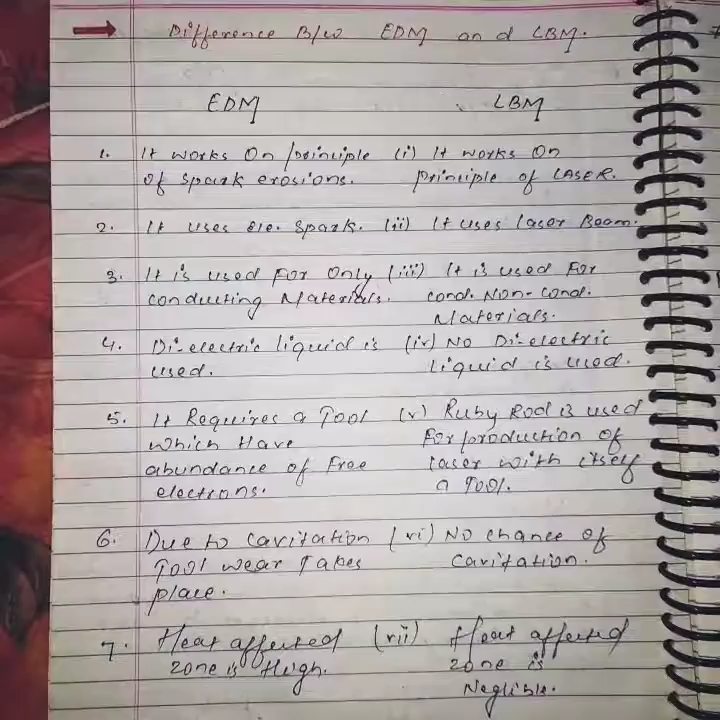 → Difference B/w EDM and LBM.
EDM LBM
1. It works On principle (i) It works On
of spark erosions. principle of LASER.
2. It uses ele. spark. (ii) It uses laser Beam.
3. It is used For Only (iii) It is used For
conducting Materials. cond. Non-cond.
Materials.
4. Di-electric liquid is (iv) No Di-electric
used. liquid is used.
5. It Requires a Tool (v) Ruby Rod is used
which Have For production of
abundance of Free laser with itself
electrons. a Tool.
6. Due to cavitation (vi) No chance of
Tool wear Takes cavitation.
place.
7. Heat affected (vii) Heat affected
zone is High. zone is
Neglible.